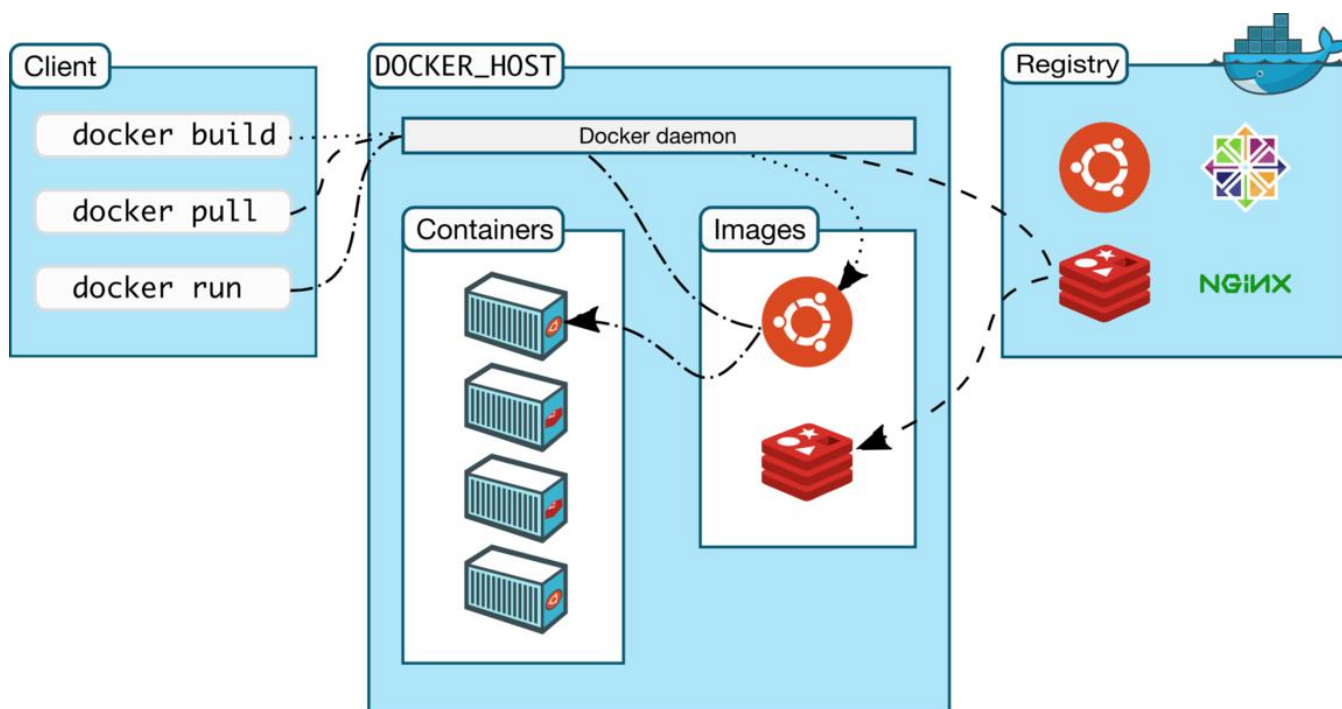 Client
docker build
docker pull
docker run
DOCKER_HOST
Docker daemon
Containers
Images
Registry
NGINX